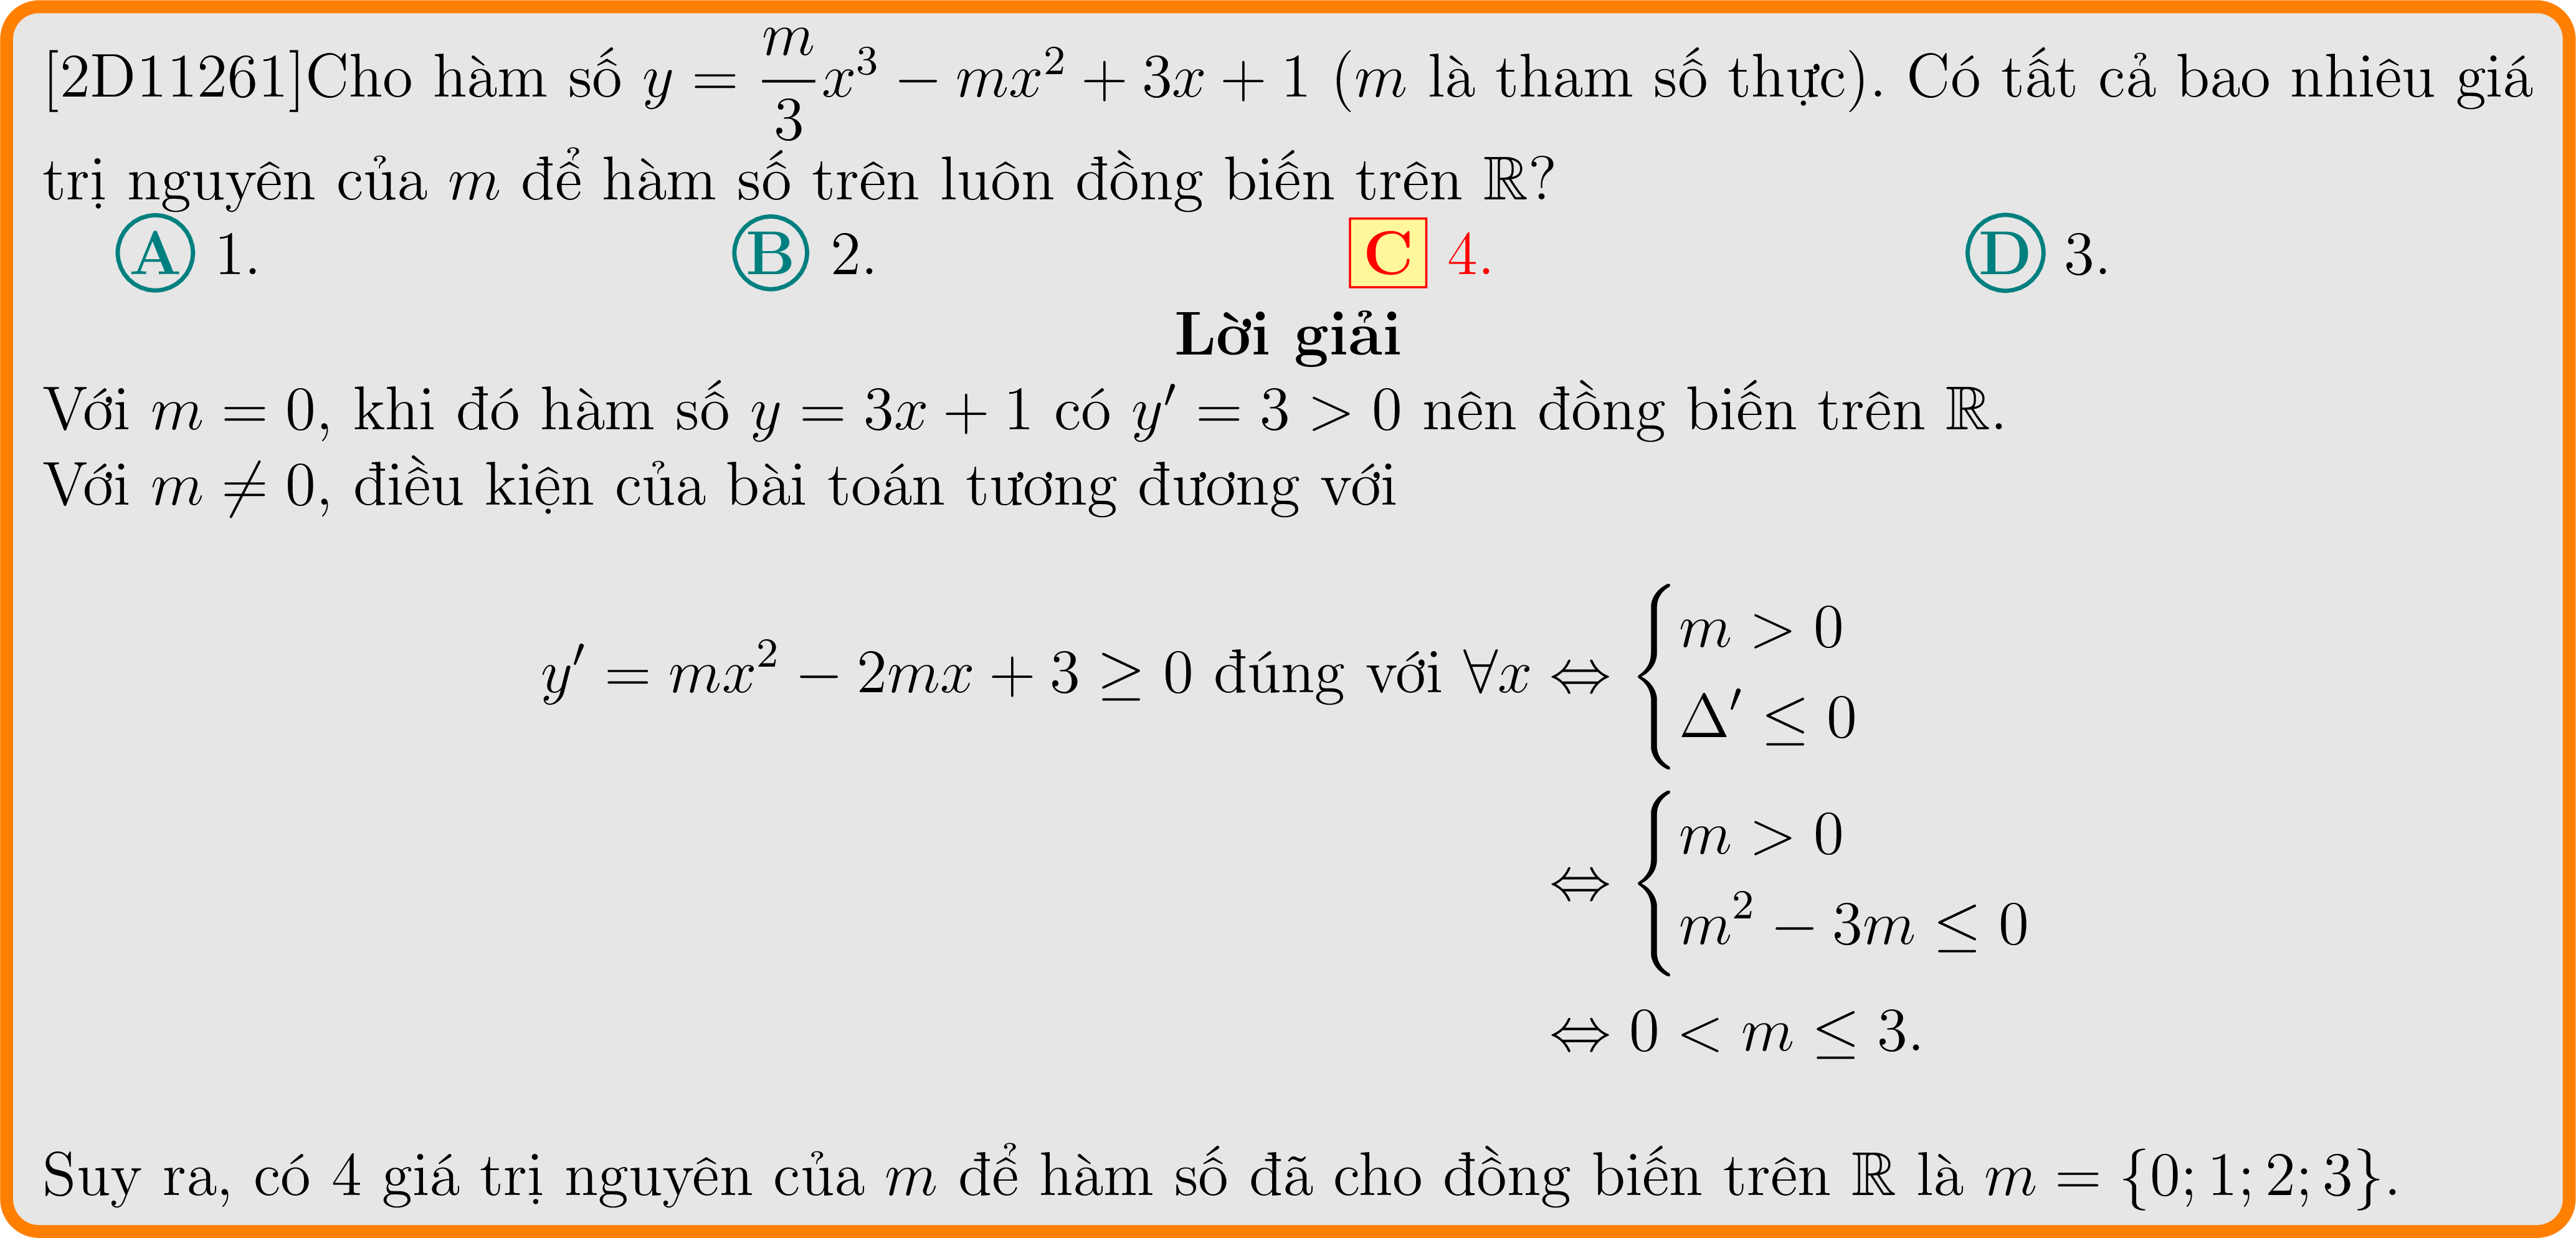 [2D11261]Cho hàm số $y = \dfrac{m}{3}x^3 - mx^2 + 3x + 1$ ($m$ là tham số thực). Có tất cả bao nhiêu giá
trị nguyên của $m$ để hàm số trên luôn đồng biến trên $\mathbb{R}$?
A 1. B 2. C 4. D 3.
Lời giải
Với $m = 0$, khi đó hàm số $y = 3x + 1$ có $y' = 3 > 0$ nên đồng biến trên $\mathbb{R}$.
Với $m \neq 0$, điều kiện của bài toán tương đương với
$y' = mx^2 - 2mx + 3 \geq 0$ đúng với $\forall x \Leftrightarrow \begin{cases} m > 0 \\ \Delta' \leq 0 \end{cases}$
$\Leftrightarrow \begin{cases} m > 0 \\ m^2 - 3m \leq 0 \end{cases}$
$\Leftrightarrow 0 < m \leq 3.$
Suy ra, có 4 giá trị nguyên của $m$ để hàm số đã cho đồng biến trên $\mathbb{R}$ là $m = \{0; 1; 2; 3\}$.